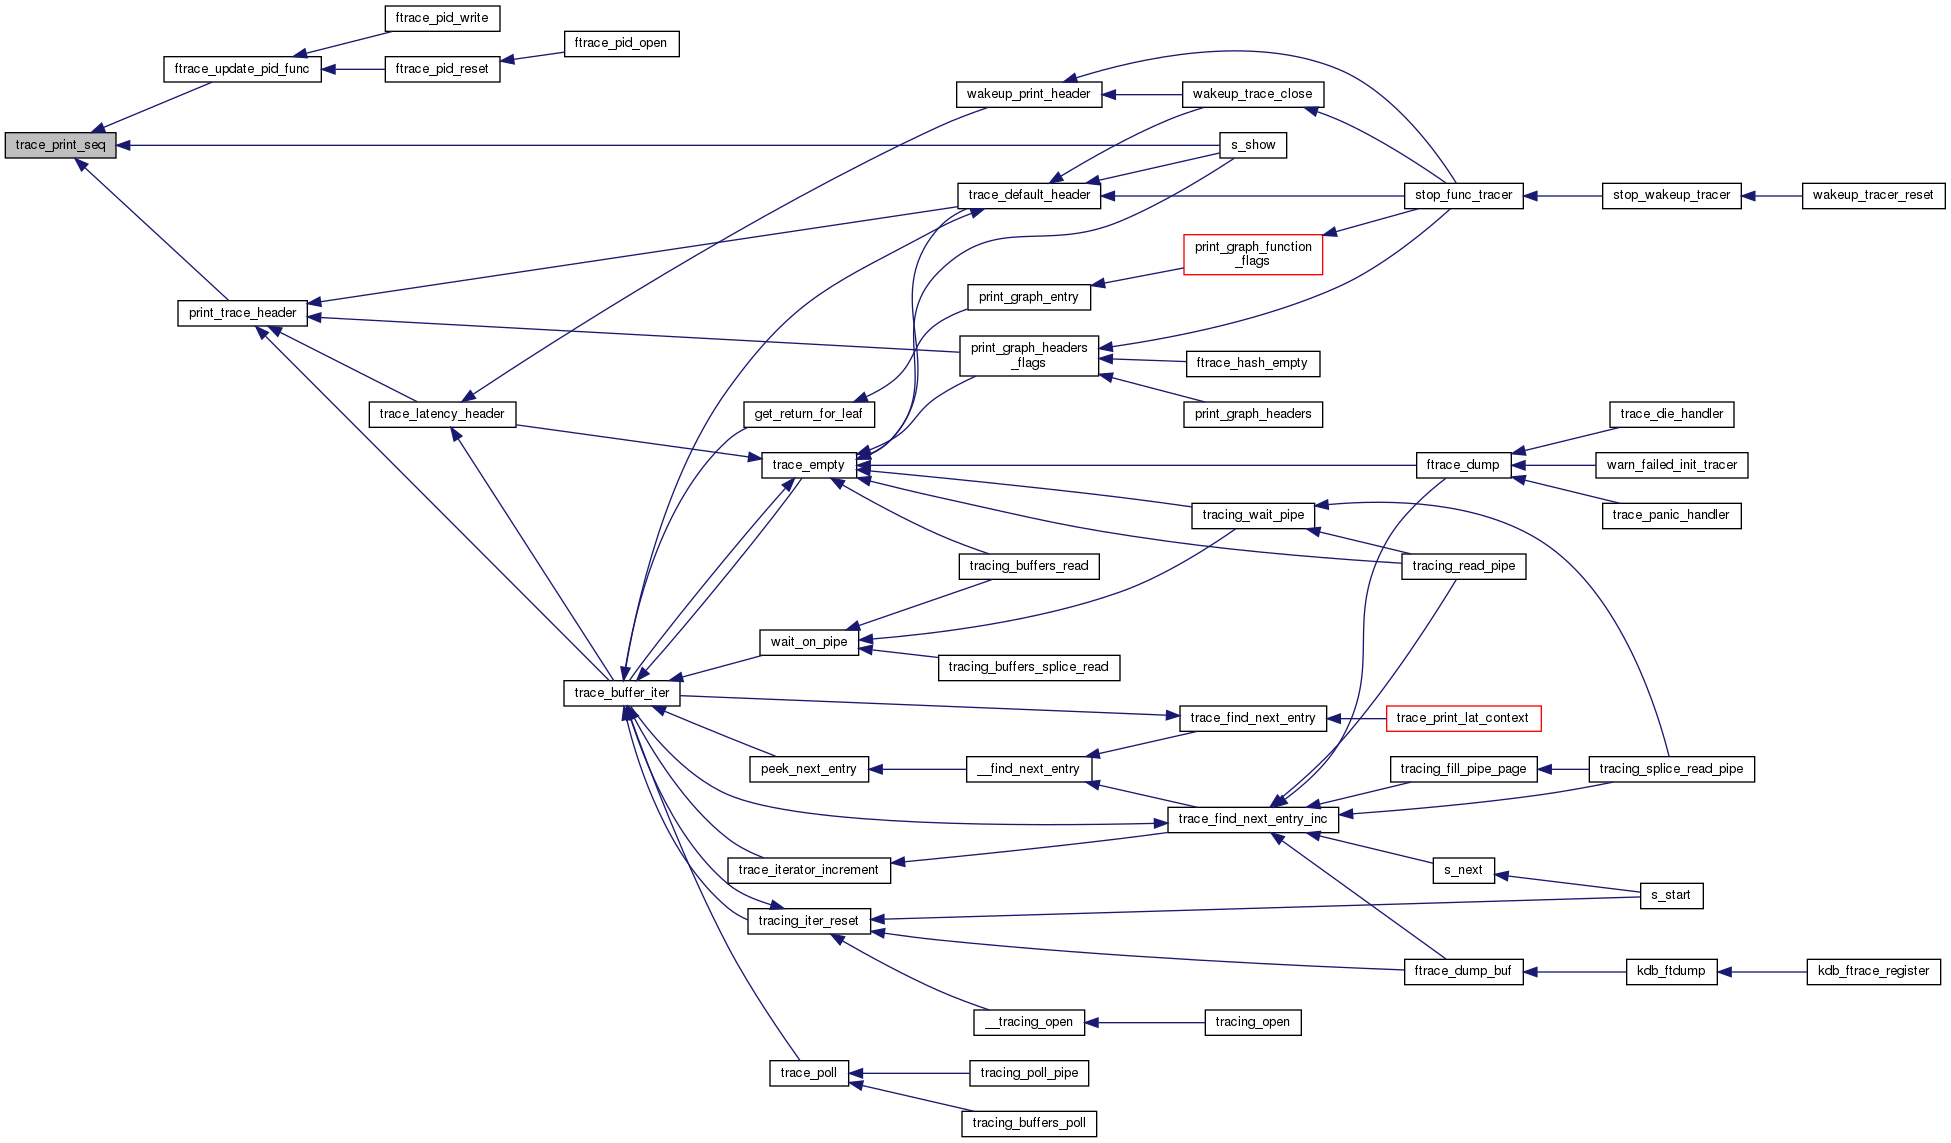 ftrace_pid_write
ftrace_pid_open
ftrace_update_pid_func
ftrace_pid_reset
wakeup_print_header
wakeup_trace_close
trace_print_seq
s_show
trace_default_header
stop_func_tracer
stop_wakeup_tracer
wakeup_tracer_reset
print_graph_function
_flags
print_graph_entry
print_trace_header
print_graph_headers
_flags
ftrace_hash_empty
trace_latency_header
get_return_for_leaf
print_graph_headers
trace_die_handler
trace_empty
ftrace_dump
warn_failed_init_tracer
tracing_wait_pipe
trace_panic_handler
tracing_buffers_read
tracing_read_pipe
wait_on_pipe
tracing_buffers_splice_read
trace_buffer_iter
trace_find_next_entry
trace_print_lat_context
peek_next_entry
__find_next_entry
tracing_fill_pipe_page
tracing_splice_read_pipe
trace_find_next_entry_inc
trace_iterator_increment
s_next
s_start
tracing_iter_reset
ftrace_dump_buf
kdb_ftdump
kdb_ftrace_register
__tracing_open
tracing_open
trace_poll
tracing_poll_pipe
tracing_buffers_poll